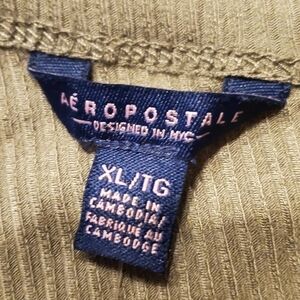 AÉROPOSTALE
DESIGNED IN NYC
XL/TG
MADE IN
CAMBODIA/
FABRIQUÉ AU
CAMBODGE